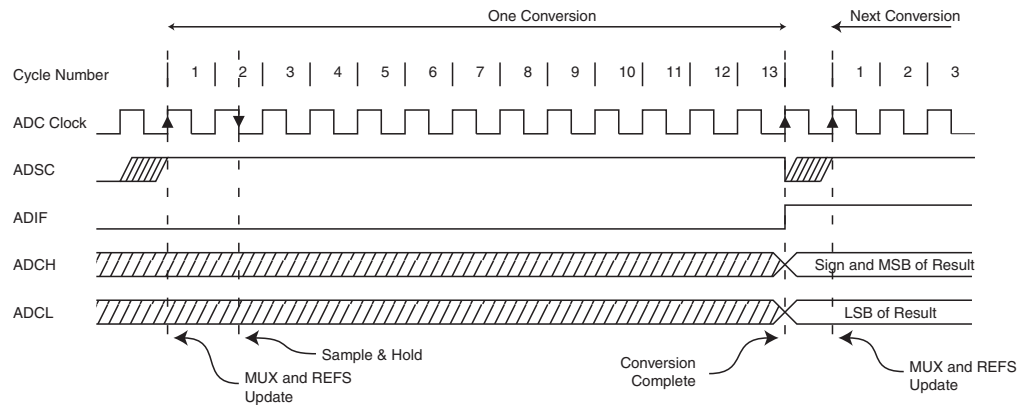 One Conversion
Next Conversion
Cycle Number
1 2 3 4 5 6 7 8 9 10 11 12 13 1 2 3
ADC Clock
ADSC
ADIF
ADCH
Sign and MSB of Result
ADCL
LSB of Result
Sample & Hold
MUX and REFS
Update
Conversion
Complete
MUX and REFS
Update